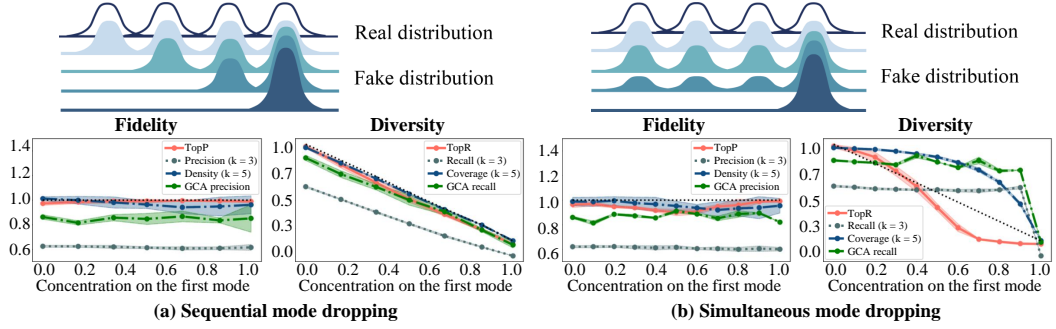 Real distribution
Fake distribution
Fidelity
Diversity
1.4
1.2
1.0
0.8
0.6
TopP
Precision (k = 3)
Density (k = 5)
GCA precision
0.0 0.2 0.4 0.6 0.8 1.0
Concentration on the first mode
1.0
0.7
0.5
0.3
0.0
TopR
Recall (k = 3)
Coverage (k = 5)
GCA recall
0.0 0.2 0.4 0.6 0.8 1.0
Concentration on the first mode
(a) Sequential mode dropping
Real distribution
Fake distribution
Fidelity
Diversity
1.4
1.2
1.0
0.8
0.6
TopP
Precision (k = 3)
Density (k = 5)
GCA precision
0.0 0.2 0.4 0.6 0.8 1.0
Concentration on the first mode
1.0
0.7
0.5
0.3
0.0
TopR
Recall (k = 3)
Coverage (k = 5)
GCA recall
0.0 0.2 0.4 0.6 0.8 1.0
Concentration on the first mode
(b) Simultaneous mode dropping